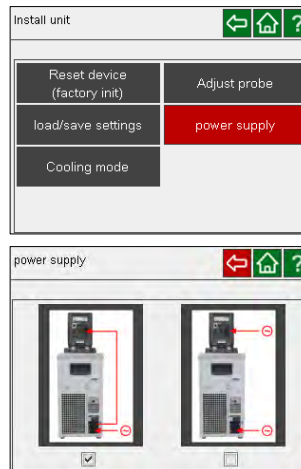 Install unit
?
Reset device
(factory init)
Adjust probe
load/save settings
power supply
Cooling mode
power supply
?